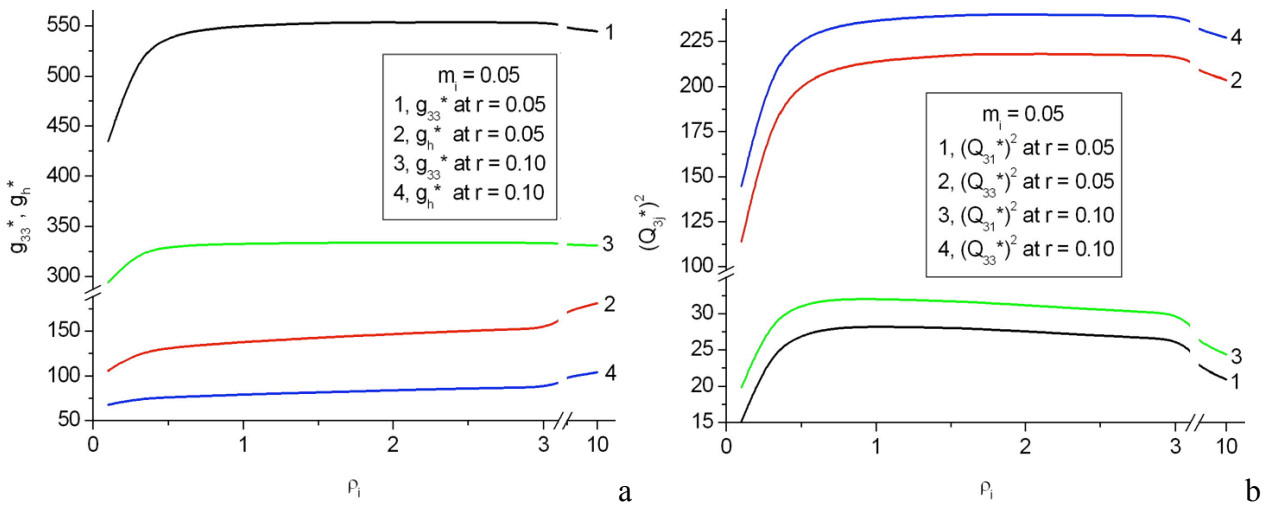 550
500
450
400
350
300
150
100
50
g33*, gh*
0
1
2
3
10
ρi
mi = 0.05
1, g33* at r = 0.05
2, gh* at r = 0.05
3, g33* at r = 0.10
4, gh* at r = 0.10
1
3
2
4
a
225
200
175
150
125
100
30
25
20
15
(Q3j*)2
0
1
2
3
10
ρi
mi = 0.05
1, (Q31*)2 at r = 0.05
2, (Q33*)2 at r = 0.05
3, (Q31*)2 at r = 0.10
4, (Q33*)2 at r = 0.10
4
2
3
1
b